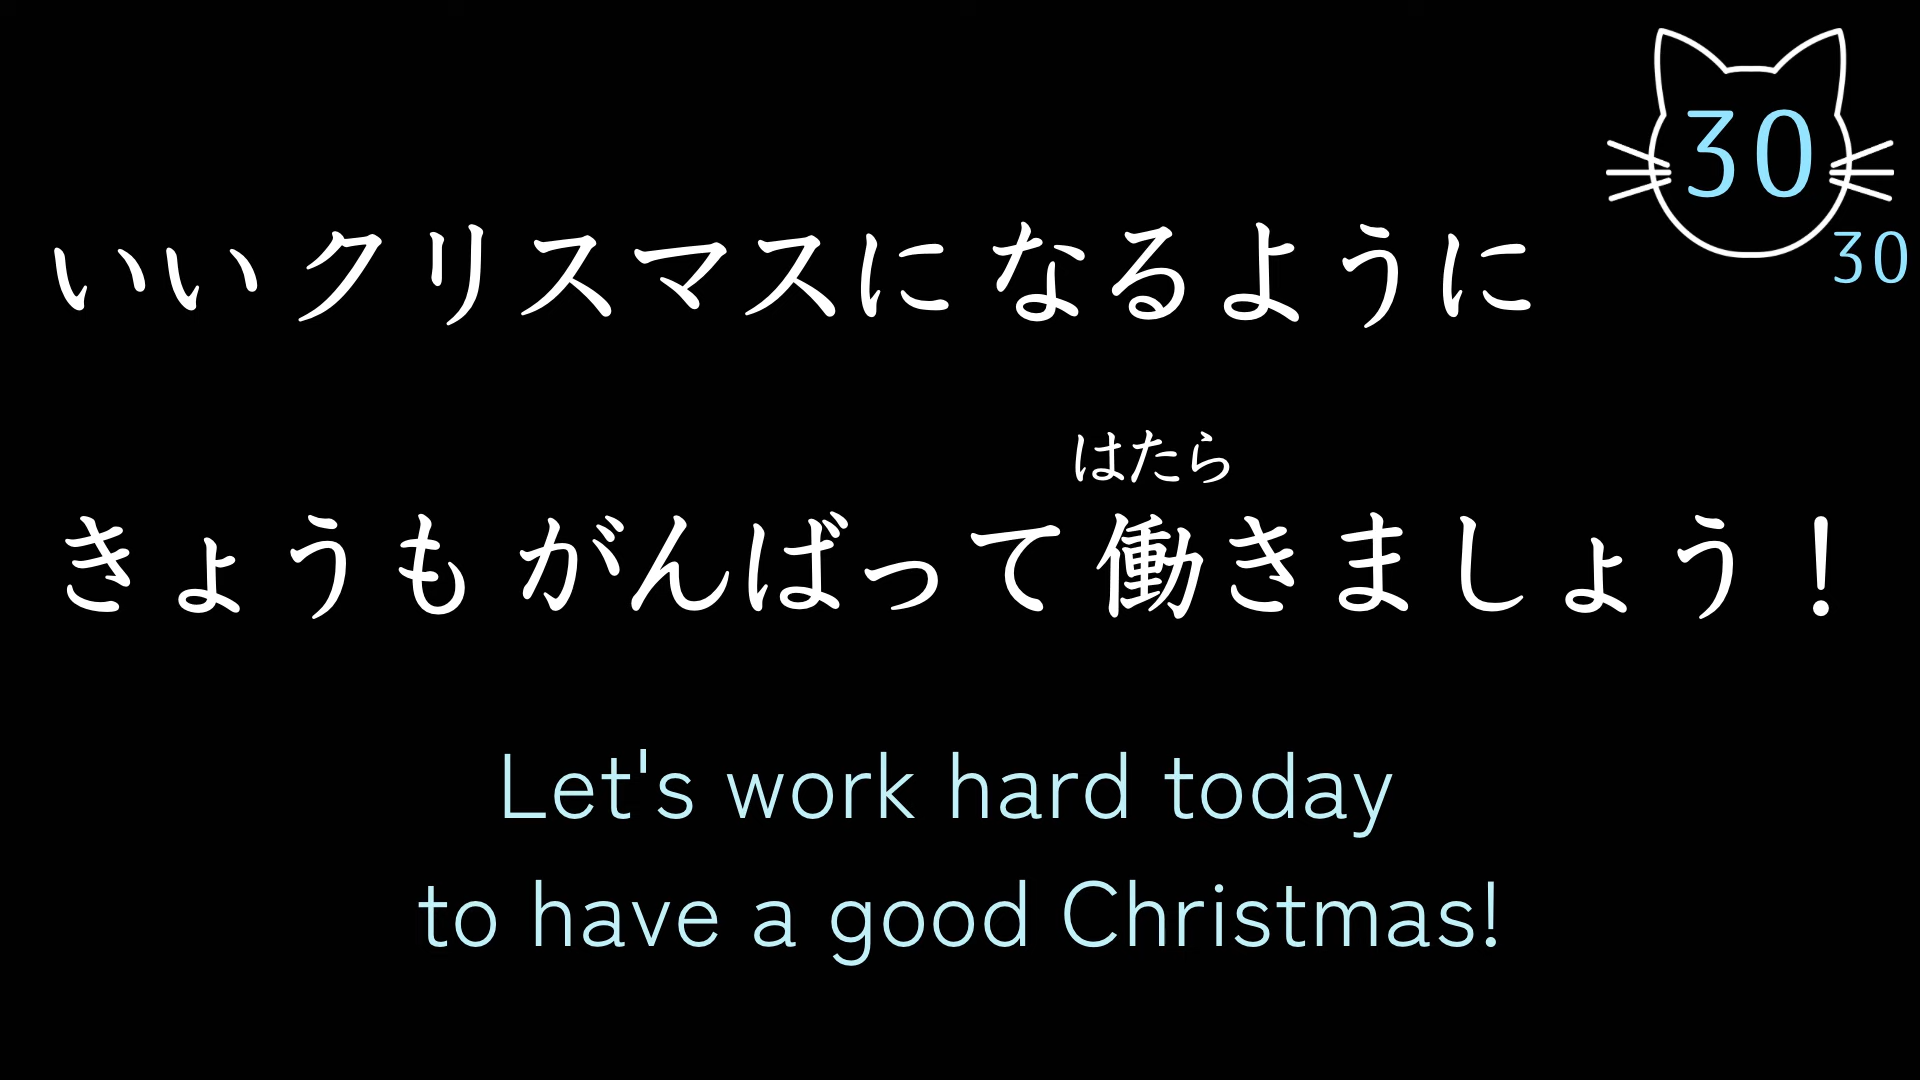 30
30
いい クリスマスに なるように
はたら
きょうも がんばって 働きましょう！
Let's work hard today
to have a good Christmas!